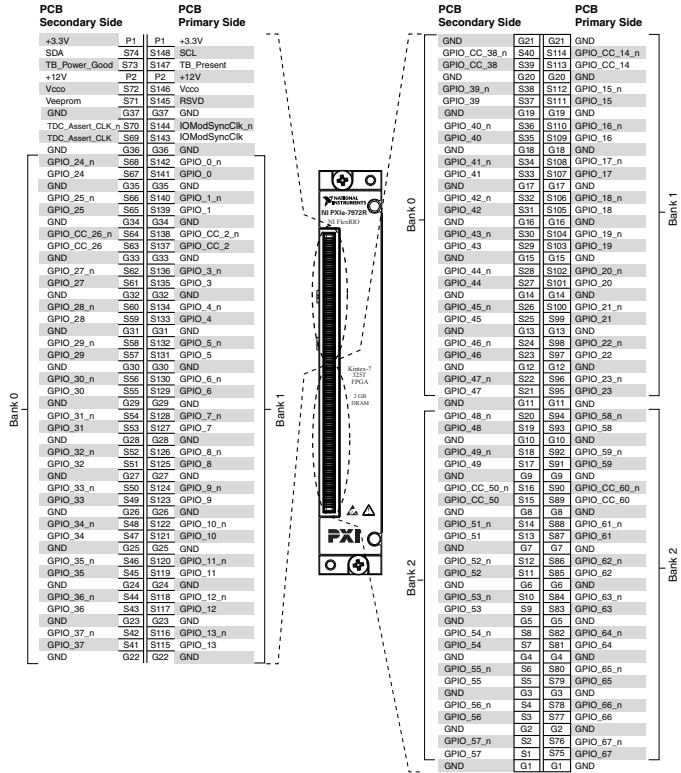 PCB Secondary Side PCB Primary Side
+3.3V P1 P1 +3.3V
SDA S74 S148 SCL
TB_Power_Good S73 S147 TB_Present
+12V P2 P2 +12V
Vcco S72 S146 Vcco
Veeprom S71 S145 RSVD
GND G37 G37 GND
TDC_Assert_CLK_n S70 S144 IOModSyncClk_n
TDC_Assert_CLK S69 S143 IOModSyncClk
GND G36 G36 GND
GPIO_24_n S68 S142 GPIO_0_n
GPIO_24 S67 S141 GPIO_0
GND G35 G35 GND
GPIO_25_n S66 S140 GPIO_1_n
GPIO_25 S65 S139 GPIO_1
GND G34 G34 GND
GPIO_CC_26_n S64 S138 GPIO_CC_2_n
GPIO_CC_26 S63 S137 GPIO_CC_2
GND G33 G33 GND
GPIO_27_n S62 S136 GPIO_3_n
GPIO_27 S61 S135 GPIO_3
GND G32 G32 GND
GPIO_28_n S60 S134 GPIO_4_n
GPIO_28 S59 S133 GPIO_4
GND G31 G31 GND
GPIO_29_n S58 S132 GPIO_5_n
GPIO_29 S57 S131 GPIO_5
GND G30 G30 GND
GPIO_30_n S56 S130 GPIO_6_n
GPIO_30 S55 S129 GPIO_6
GND G29 G29 GND
GPIO_31_n S54 S128 GPIO_7_n
GPIO_31 S53 S127 GPIO_7
GND G28 G28 GND
GPIO_32_n S52 S126 GPIO_8_n
GPIO_32 S51 S125 GPIO_8
GND G27 G27 GND
GPIO_33_n S50 S124 GPIO_9_n
GPIO_33 S49 S123 GPIO_9
GND G26 G26 GND
GPIO_34_n S48 S122 GPIO_10_n
GPIO_34 S47 S121 GPIO_10
GND G25 G25 GND
GPIO_35_n S46 S120 GPIO_11_n
GPIO_35 S45 S119 GPIO_11
GND G24 G24 GND
GPIO_36_n S44 S118 GPIO_12_n
GPIO_36 S43 S117 GPIO_12
GND G23 G23 GND
GPIO_37_n S42 S116 GPIO_13_n
GPIO_37 S41 S115 GPIO_13
GND G22 G22 GND
Bank 0
Bank 1
NATIONAL INSTRUMENTS
NI PXIe-7972R
NI FlexRIO
Kintex-7
325T
FPGA
2 GB
DRAM
PXI
PCB Secondary Side PCB Primary Side
GND G21 G21 GND
GPIO_CC_38_n S40 S114 GPIO_CC_14_n
GPIO_CC_38 S39 S113 GPIO_CC_14
GND G20 G20 GND
GPIO_39_n S38 S112 GPIO_15_n
GPIO_39 S37 S111 GPIO_15
GND G19 G19 GND
GPIO_40_n S36 S110 GPIO_16_n
GPIO_40 S35 S109 GPIO_16
GND G18 G18 GND
GPIO_41_n S34 S108 GPIO_17_n
GPIO_41 S33 S107 GPIO_17
GND G17 G17 GND
GPIO_42_n S32 S106 GPIO_18_n
GPIO_42 S31 S105 GPIO_18
GND G16 G16 GND
GPIO_43_n S30 S104 GPIO_19_n
GPIO_43 S29 S103 GPIO_19
GND G15 G15 GND
GPIO_44_n S28 S102 GPIO_20_n
GPIO_44 S27 S101 GPIO_20
GND G14 G14 GND
GPIO_45_n S26 S100 GPIO_21_n
GPIO_45 S25 S99 GPIO_21
GND G13 G13 GND
GPIO_46_n S24 S98 GPIO_22_n
GPIO_46 S23 S97 GPIO_22
GND G12 G12 GND
GPIO_47_n S22 S96 GPIO_23_n
GPIO_47 S21 S95 GPIO_23
GND G11 G11 GND
GPIO_48_n S20 S94 GPIO_58_n
GPIO_48 S19 S93 GPIO_58
GND G10 G10 GND
GPIO_49_n S18 S92 GPIO_59_n
GPIO_49 S17 S91 GPIO_59
GND G9 G9 GND
GPIO_CC_50_n S16 S90 GPIO_CC_60_n
GPIO_CC_50 S15 S89 GPIO_CC_60
GND G8 G8 GND
GPIO_51_n S14 S88 GPIO_61_n
GPIO_51 S13 S87 GPIO_61
GND G7 G7 GND
GPIO_52_n S12 S86 GPIO_62_n
GPIO_52 S11 S85 GPIO_62
GND G6 G6 GND
GPIO_53_n S10 S84 GPIO_63_n
GPIO_53 S9 S83 GPIO_63
GND G5 G5 GND
GPIO_54_n S8 S82 GPIO_64_n
GPIO_54 S7 S81 GPIO_64
GND G4 G4 GND
GPIO_55_n S6 S80 GPIO_65_n
GPIO_55 S5 S79 GPIO_65
GND G3 G3 GND
GPIO_56_n S4 S78 GPIO_66_n
GPIO_56 S3 S77 GPIO_66
GND G2 G2 GND
GPIO_57_n S2 S76 GPIO_67_n
GPIO_57 S1 S75 GPIO_67
GND G1 G1 GND
Bank 0
Bank 1
Bank 2
Bank 2